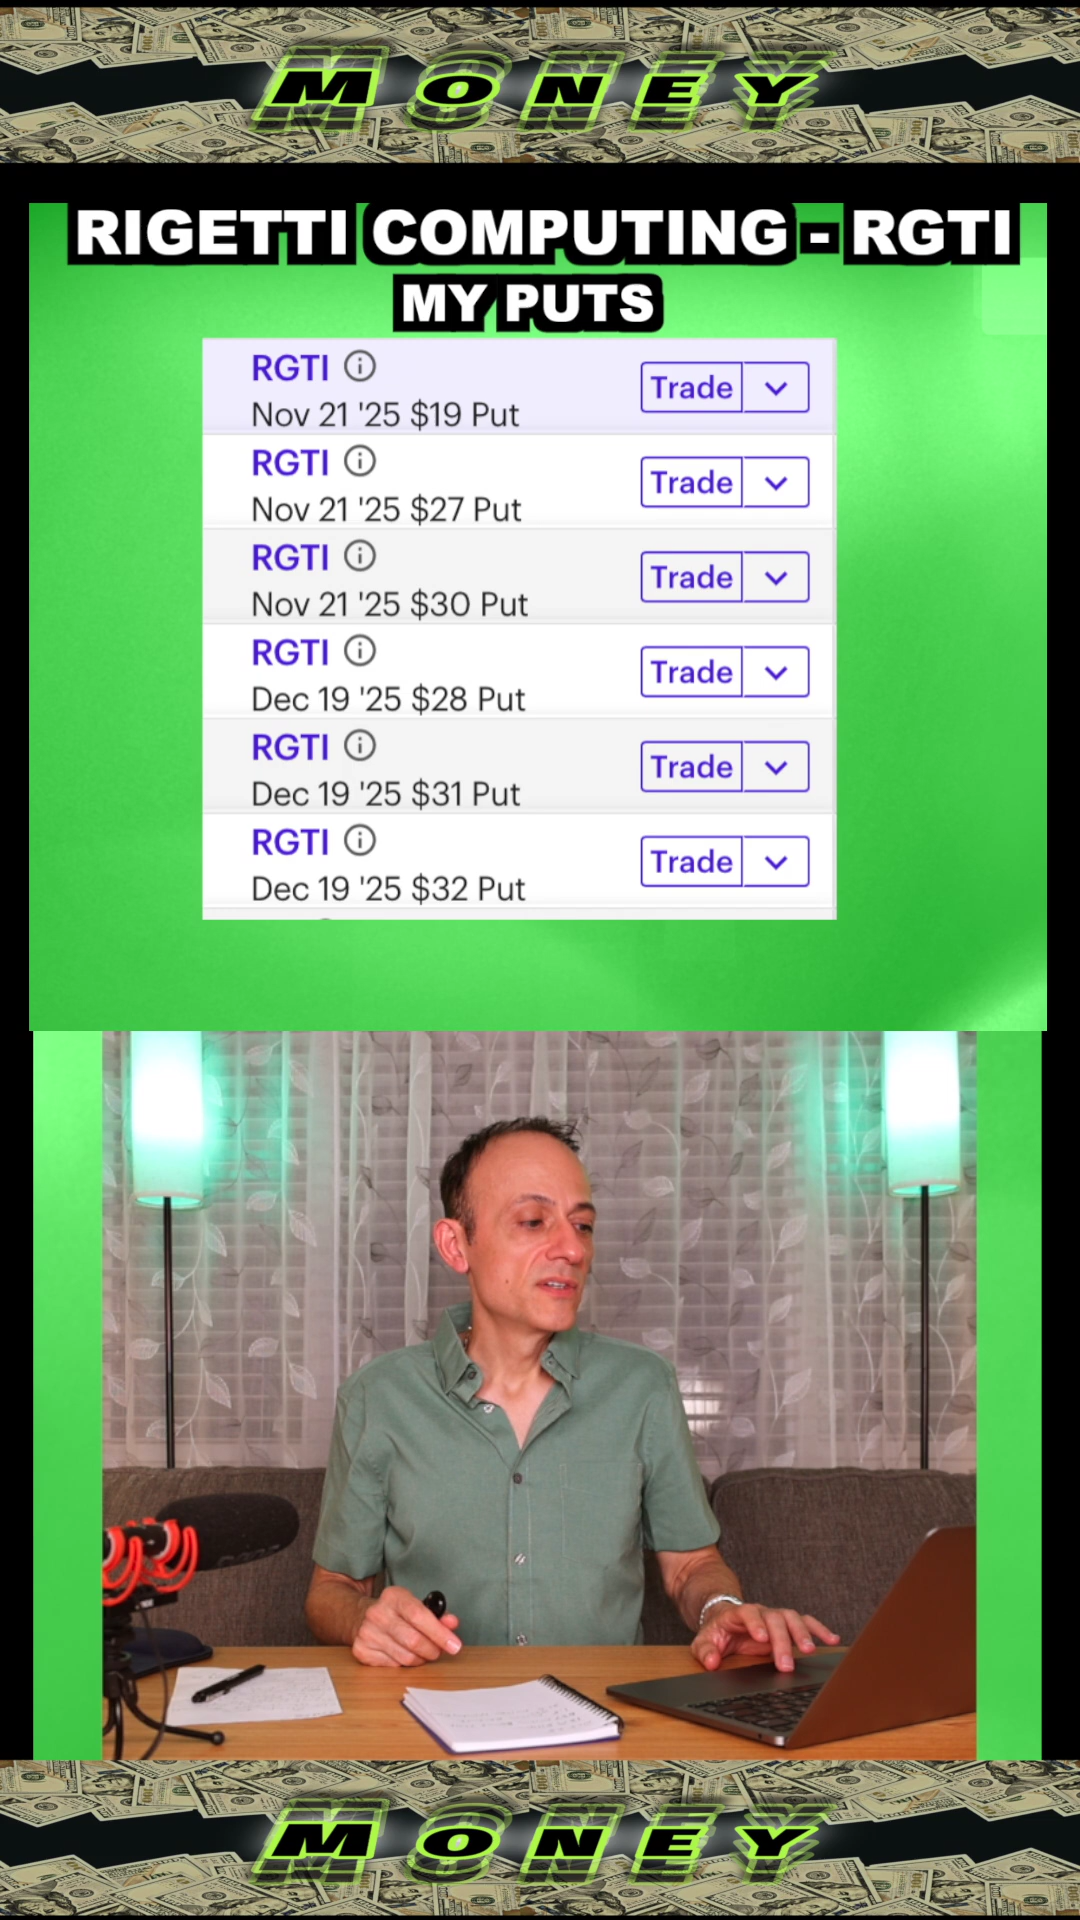 MONEY
RIGETTI COMPUTING - RGTI
MY PUTS
RGTI
Trade
Nov 21 '25 $19 Put
RGTI
Trade
Nov 21 '25 $27 Put
RGTI
Trade
Nov 21 '25 $30 Put
RGTI
Trade
Dec 19 '25 $28 Put
RGTI
Trade
Dec 19 '25 $31 Put
RGTI
Trade
Dec 19 '25 $32 Put
MONEY